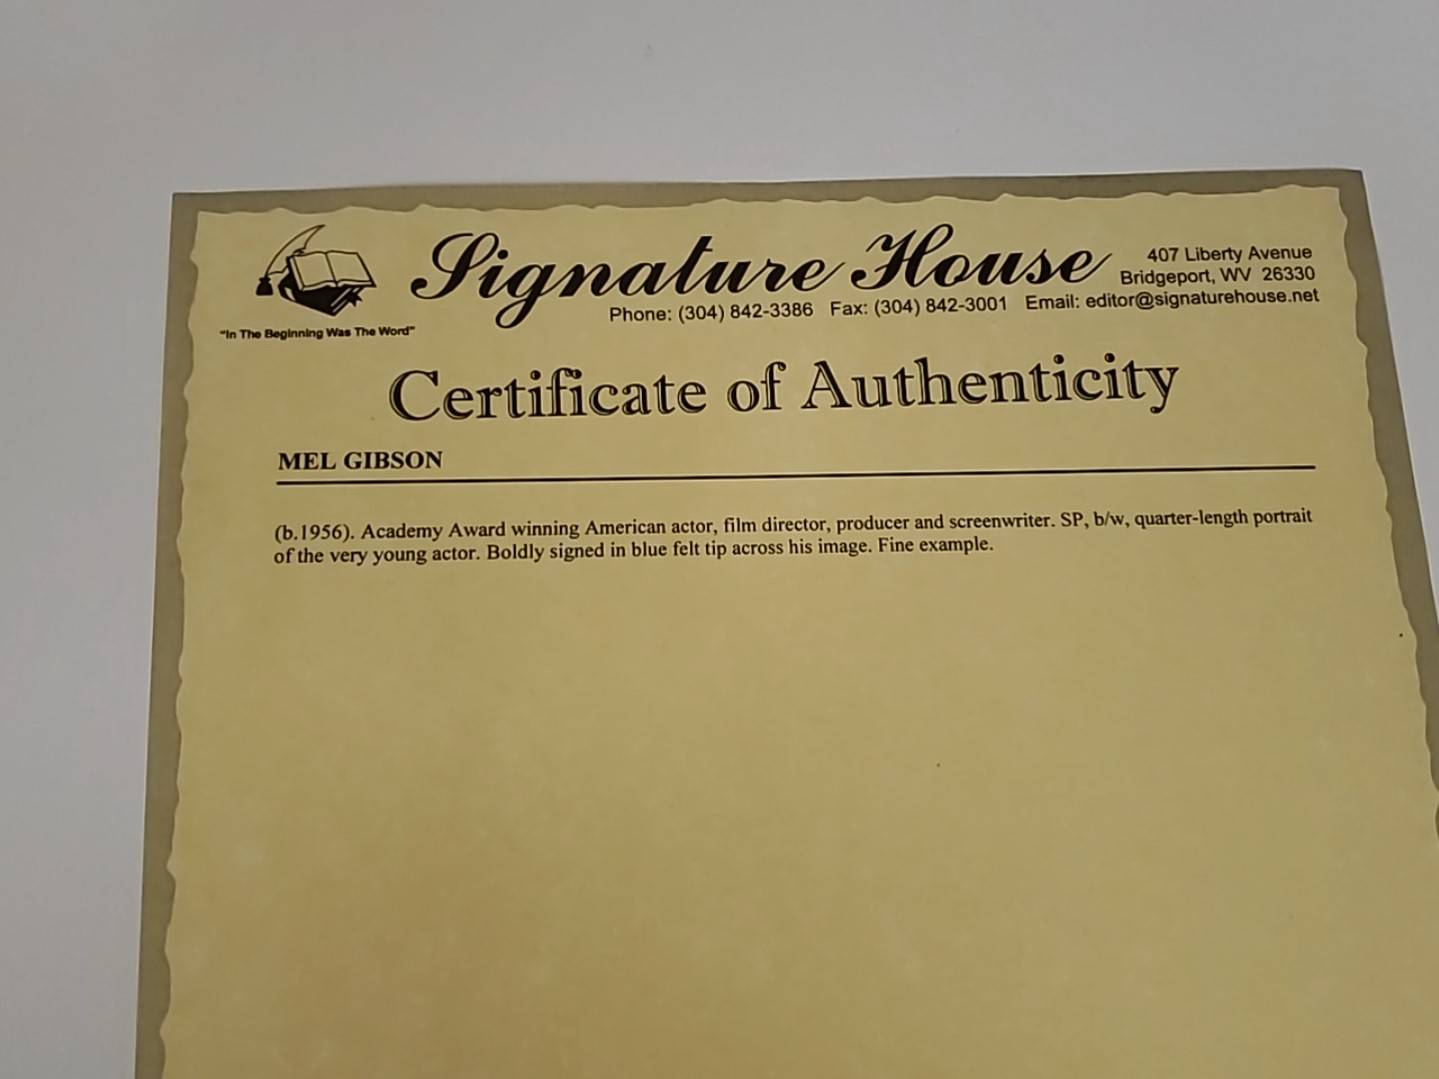 Signature House
407 Liberty Avenue
Bridgeport, WV 26330
Phone: (304) 842-3386 Fax: (304) 842-3001 Email: editor@signaturehouse.net
"In The Beginning Was The Word"
Certificate of Authenticity
MEL GIBSON
(b.1956). Academy Award winning American actor, film director, producer and screenwriter. SP, b/w, quarter-length portrait
of the very young actor. Boldly signed in blue felt tip across his image. Fine example.